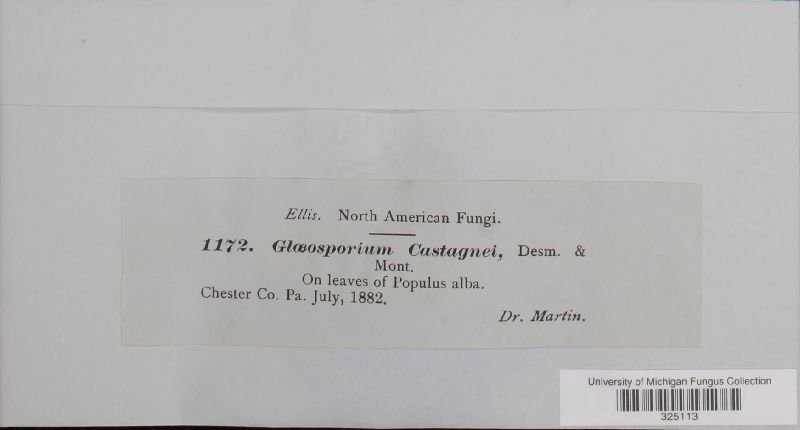 Ellis. North American Fungi.
1172. Glœosporium Castagnei, Desm. &
Mont.
On leaves of Populus alba.
Chester Co. Pa. July, 1882.
Dr. Martin.
University of Michigan Fungus Collection
325113